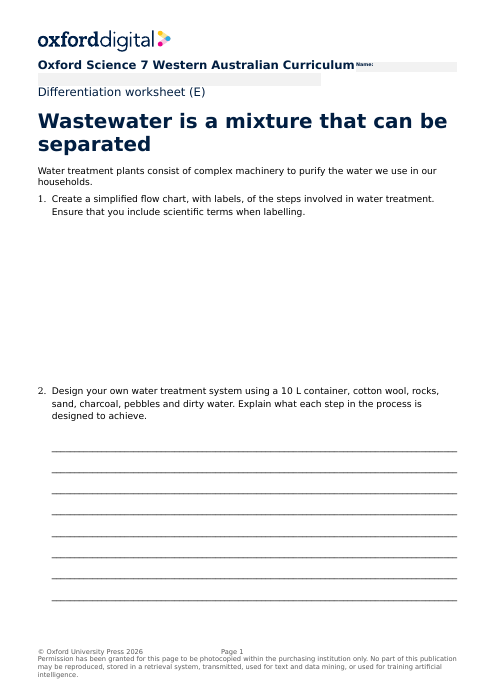 oxforddigital
Oxford Science 7 Western Australian Curriculum Name:
Differentiation worksheet (E)
Wastewater is a mixture that can be
separated
Water treatment plants consist of complex machinery to purify the water we use in our
households.
1. Create a simplified flow chart, with labels, of the steps involved in water treatment.
Ensure that you include scientific terms when labelling.
2. Design your own water treatment system using a 10 L container, cotton wool, rocks,
sand, charcoal, pebbles and dirty water. Explain what each step in the process is
designed to achieve.
© Oxford University Press 2026 Page 1
Permission has been granted for this page to be photocopied within the purchasing institution only. No part of this publication
may be reproduced, stored in a retrieval system, transmitted, used for text and data mining, or used for training artificial
intelligence.